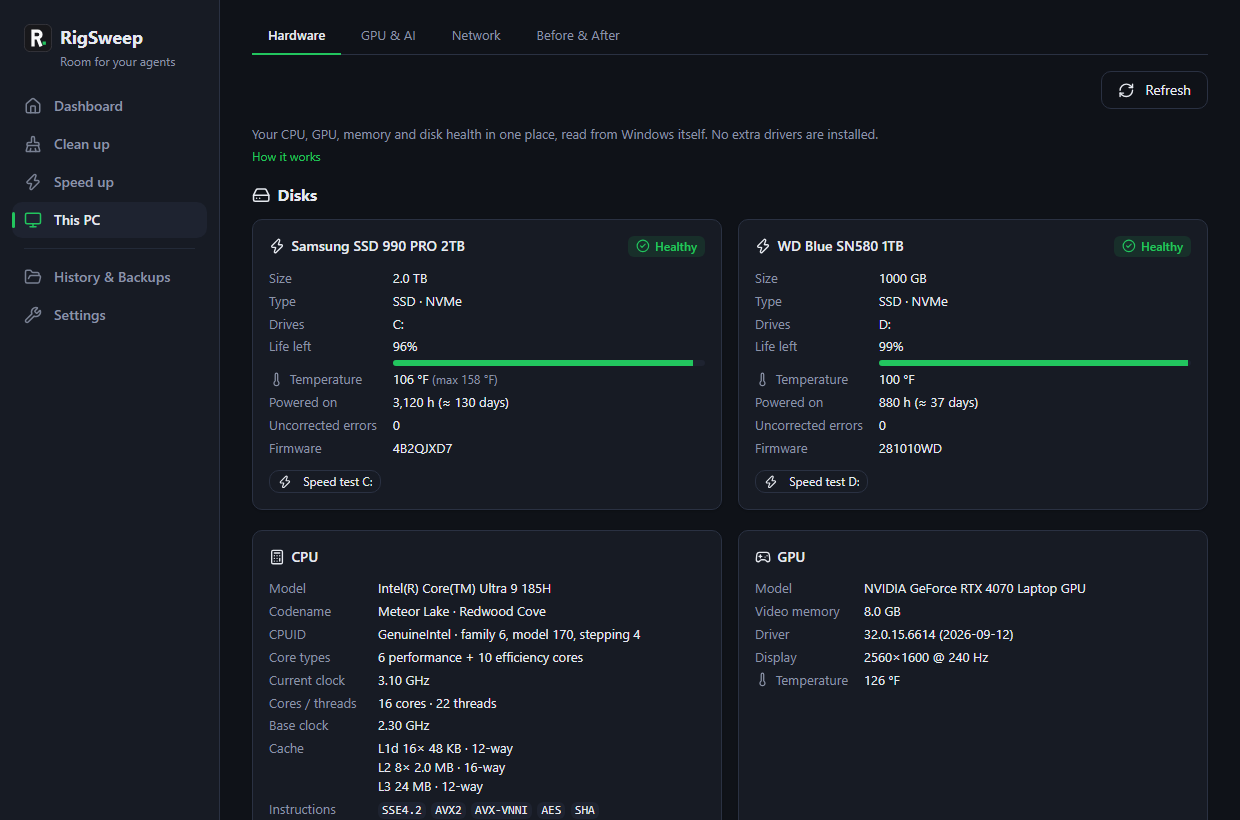 R.
RigSweep
Room for your agents
Dashboard
Clean up
Speed up
This PC
History & Backups
Settings
Hardware
GPU & AI
Network
Before & After
Refresh
Your CPU, GPU, memory and disk health in one place, read from Windows itself. No extra drivers are installed.
How it works
Disks
Samsung SSD 990 PRO 2TB
Healthy
Size 2.0 TB
Type SSD · NVMe
Drives C:
Life left 96%
Temperature 106 °F (max 158 °F)
Powered on 3,120 h (≈ 130 days)
Uncorrected errors 0
Firmware 4B2QJXD7
Speed test C:
WD Blue SN580 1TB
Healthy
Size 1000 GB
Type SSD · NVMe
Drives D:
Life left 99%
Temperature 100 °F
Powered on 880 h (≈ 37 days)
Uncorrected errors 0
Firmware 281010WD
Speed test D:
CPU
Model Intel(R) Core(TM) Ultra 9 185H
Codename Meteor Lake · Redwood Cove
CPUID GenuineIntel · family 6, model 170, stepping 4
Core types 6 performance + 10 efficiency cores
Current clock 3.10 GHz
Cores / threads 16 cores · 22 threads
Base clock 2.30 GHz
Cache L1d 16× 48 KB · 12-way
L2 8× 2.0 MB · 16-way
L3 24 MB · 12-way
Instructions SSE4.2 AVX2 AVX-VNNI AES SHA
GPU
Model NVIDIA GeForce RTX 4070 Laptop GPU
Video memory 8.0 GB
Driver 32.0.15.6614 (2026-09-12)
Display 2560×1600 @ 240 Hz
Temperature 126 °F